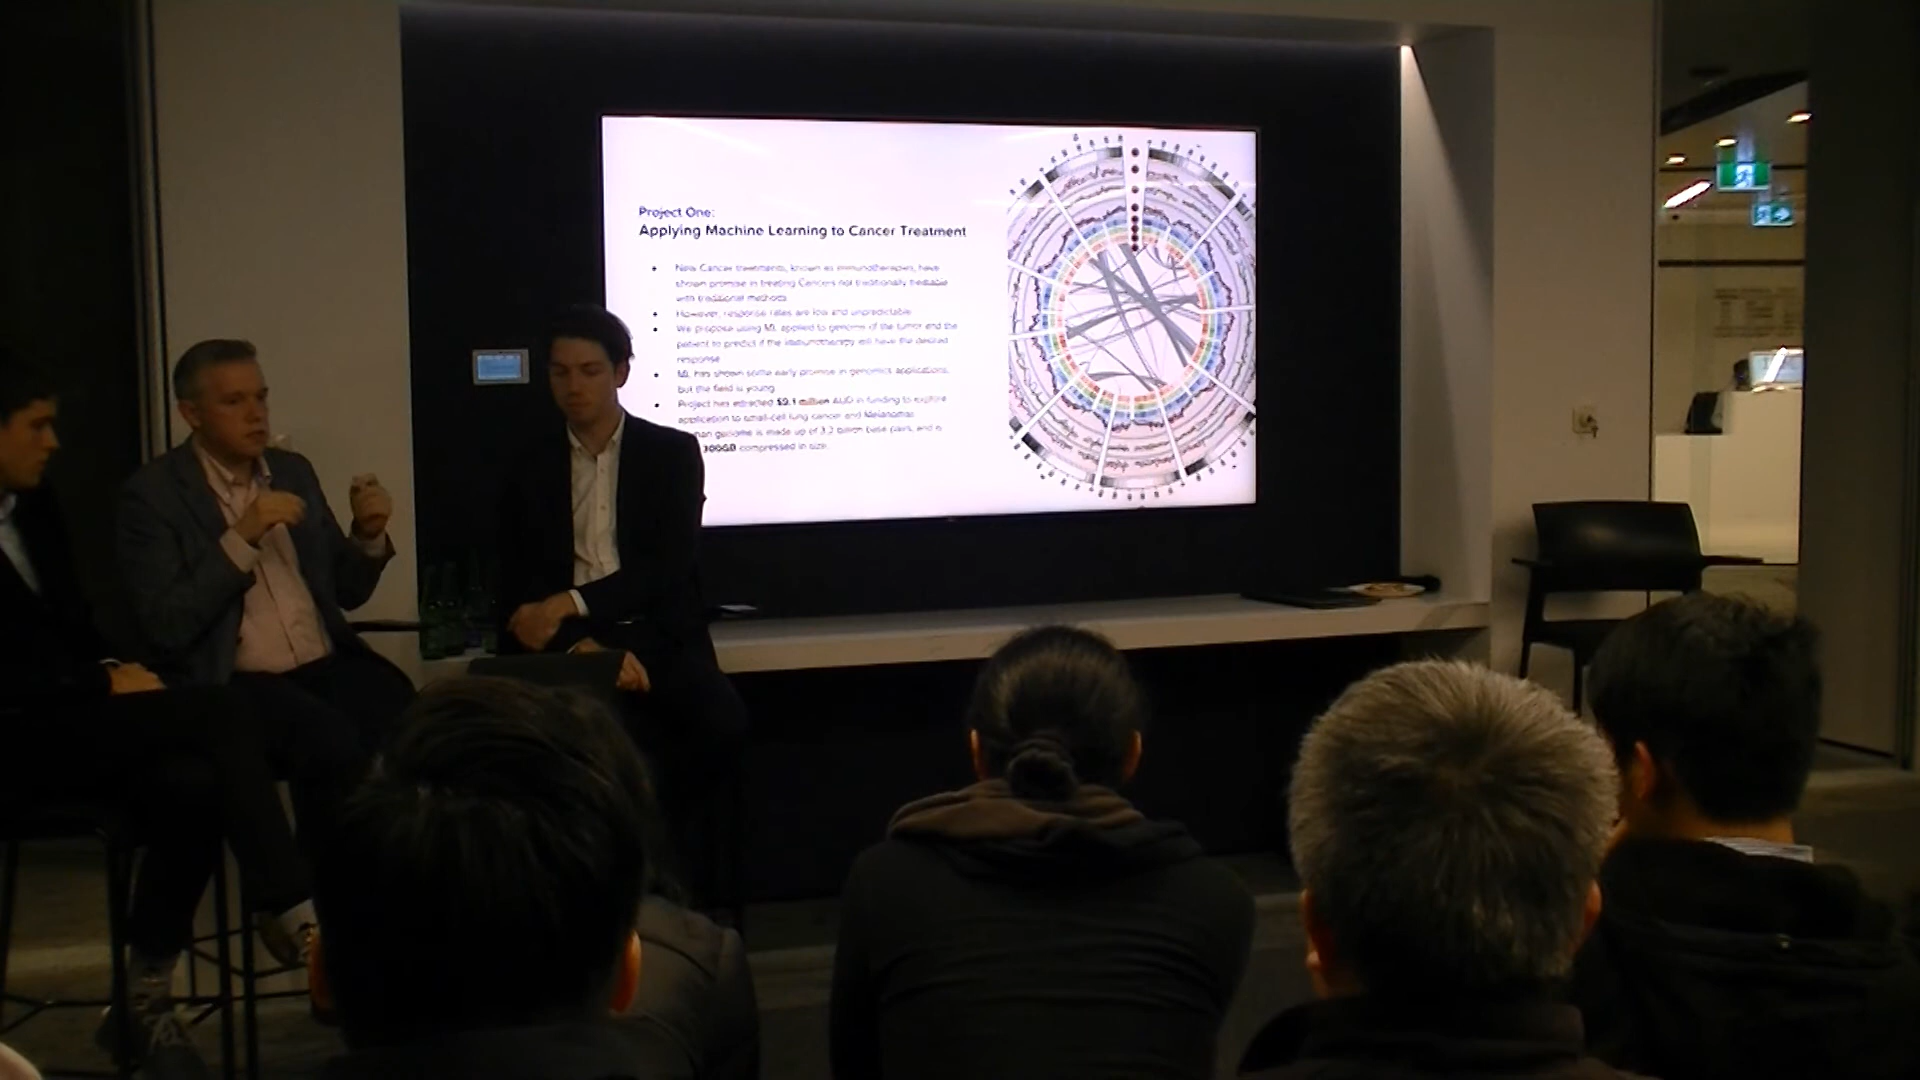 Project One:
Applying Machine Learning to Cancer Treatment
New Cancer treatments, known as immunotherapies, have
shown promise in treating Cancers not traditionally treatable
with traditional methods
However, response rates are low and unpredictable
We propose using ML applied to genome of the tumor and the
patient to predict if the immunotherapy will have the desired
response
ML has shown some early promise in genomics applications,
but the field is young
Project has attracted $9.1 million AUD in funding to explore
application to small-cell lung cancer and Melanomas
genome is made up of 3.2 billion base pairs, and is
300GB compressed in size